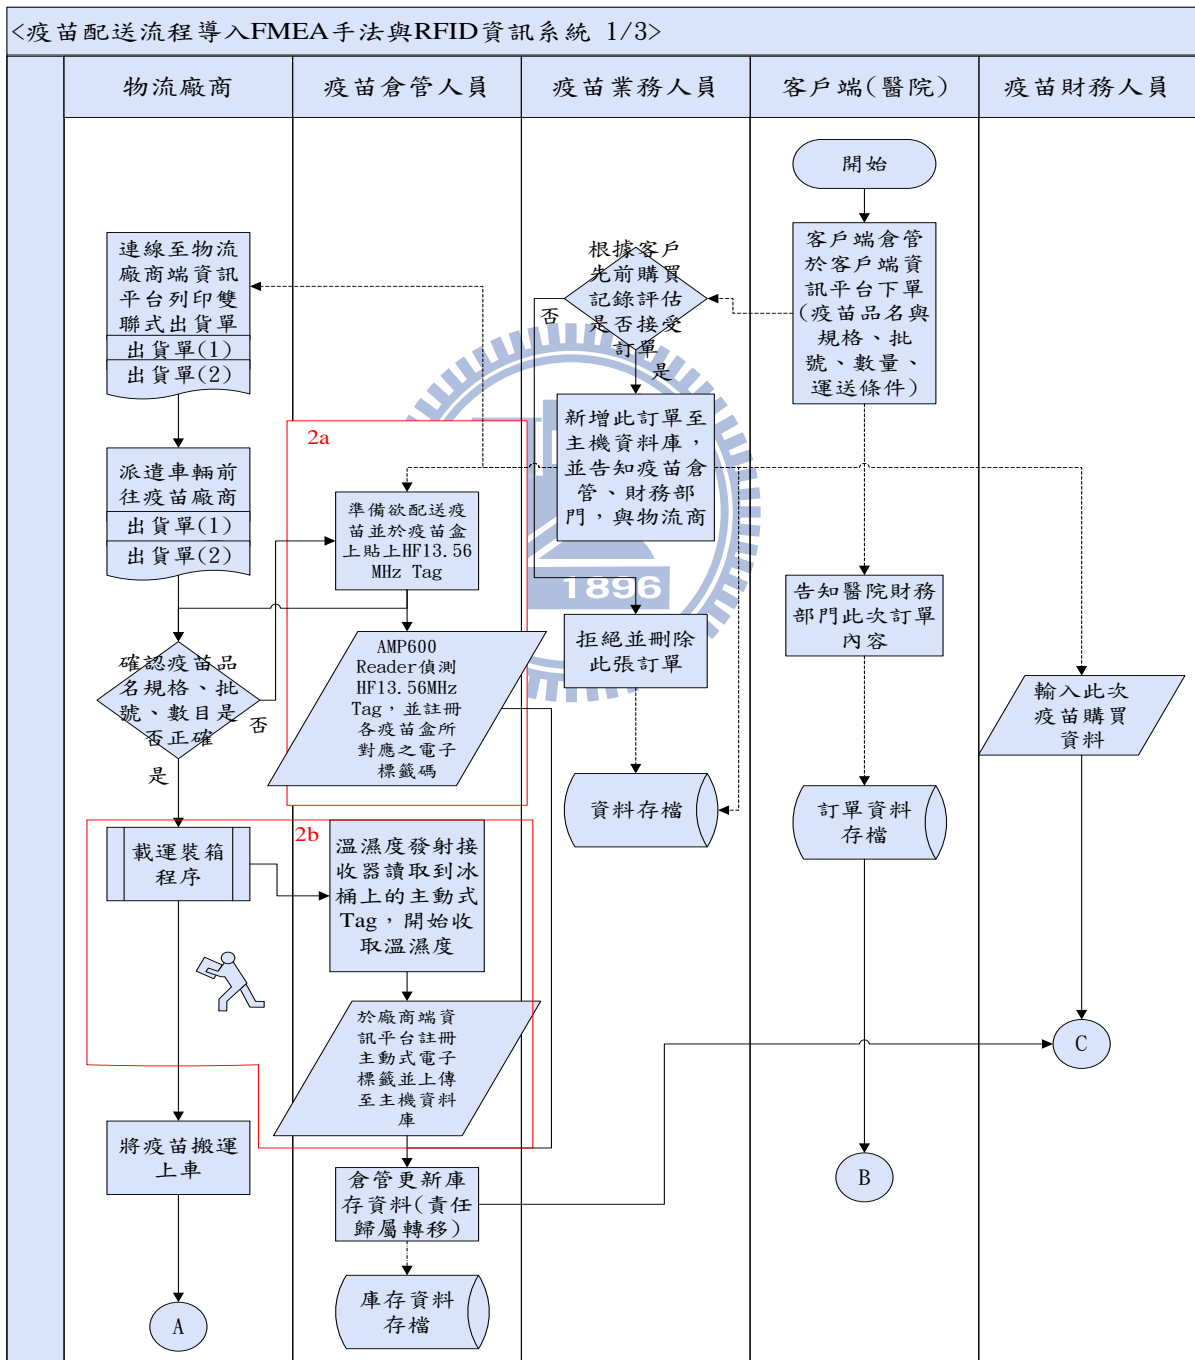 <疫苗配送流程導入FMEA手法與RFID資訊系統 1/3>
物流廠商
疫苗倉管人員
疫苗業務人員
客戶端(醫院)
疫苗財務人員
開始
連線至物流
廠商端資訊
平台列印雙
聯式出貨單
出貨單(1)
出貨單(2)
根據客戶
先前購買
記錄評估
是否接受
訂單
否
是
客戶端倉管
於客戶端資
訊平台下單
(疫苗品名與
規格、批
號、數量、
運送條件)
派遣車輛前
往疫苗廠商
出貨單(1)
出貨單(2)
2a
準備欲配送疫
苗並於疫苗盒
上貼上HF13.56
MHz Tag
新增此訂單至
主機資料庫，
並告知疫苗倉
管、財務部
門，與物流商
1896
告知醫院財務
部門此次訂單
內容
拒絕並刪除
此張訂單
確認疫苗品
名規格、批
號、數目是
否正確
否
是
AMP600
Reader偵測
HF13.56MHz
Tag，並註冊
各疫苗盒所
對應之電子
標籤碼
輸入此次
疫苗購買
資料
資料存檔
訂單資料
存檔
2b
載運裝箱
程序
溫濕度發射接
收器讀取到冰
桶上的主動式
Tag，開始收
取溫濕度
於廠商端資
訊平台註冊
主動式電子
標籤並上傳
至主機資料
庫
C
將疫苗搬運
上車
倉管更新庫
存資料(責任
歸屬轉移)
B
A
庫存資料
存檔